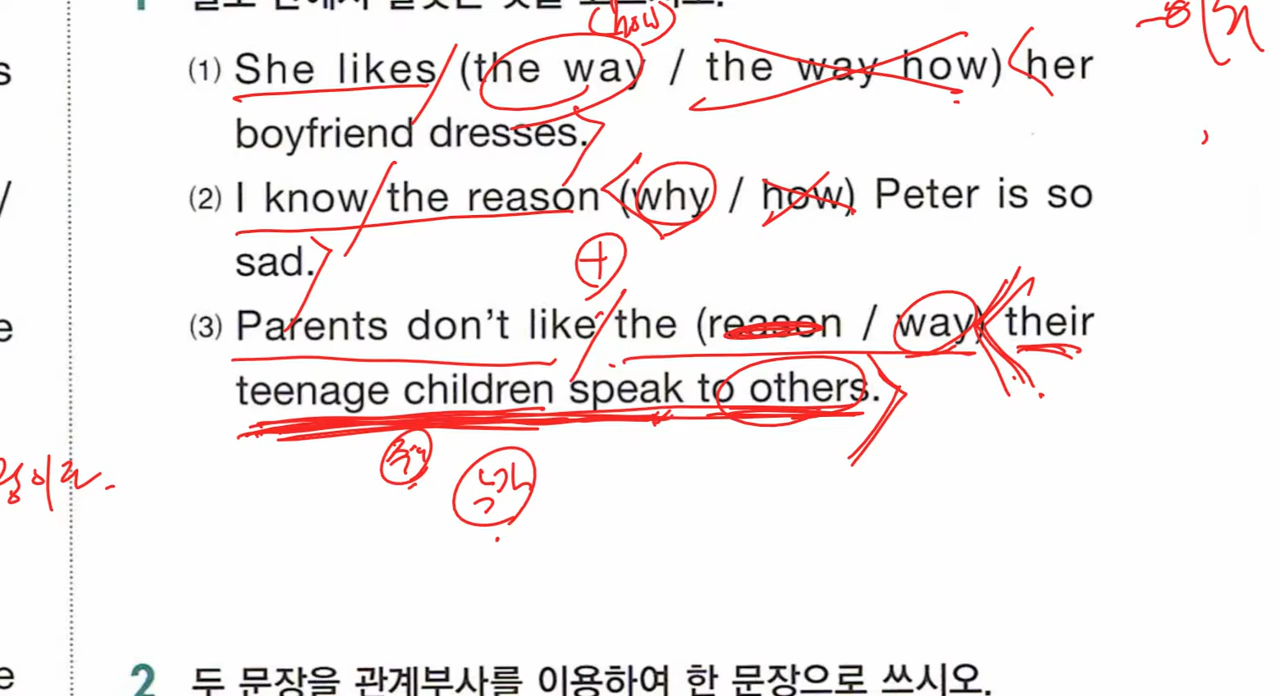 (how)
(1) She likes (the way / the way how) her
boyfriend dresses.
(2) I know the reason (why / how) Peter is so
sad.
(3) Parents don't like the (reason / way) their
teenage children speak to others.
2 두 문장을 관계부사를 이용하여 한 문장으로 쓰시오.